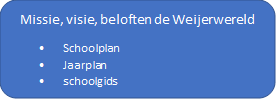 Missie, visie, beloften de Weijerwereld
• Schoolplan
• Jaarplan
• schoolgids